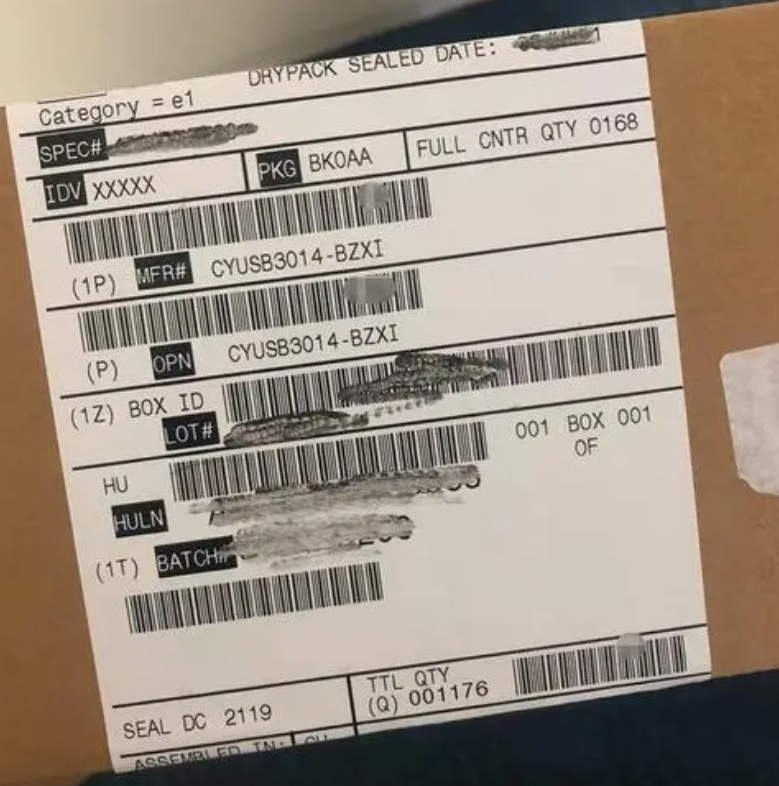 DRYPACK SEALED DATE:
Category = e1
SPEC#
IDV XXXXX
PKG BK0AA
FULL CNTR QTY 0168
(1P) MFR# CYUSB3014-BZXI
(P) OPN CYUSB3014-BZXI
(1Z) BOX ID
LOT#
001 BOX 001
OF
HU
HULN
(1T) BATCH#
SEAL DC 2119
TTL QTY
(Q) 001176
ASSEMBLED IN: